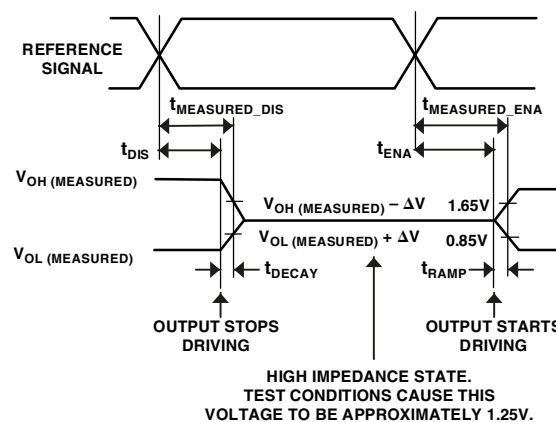 REFERENCE
SIGNAL
tMEASURED_DIS
tMEASURED_ENA
tDIS
tENA
VOH (MEASURED)
VOH (MEASURED) – ΔV
1.65V
VOL (MEASURED) + ΔV
0.85V
VOL (MEASURED)
tDECAY
tRAMP
OUTPUT STOPS
DRIVING
OUTPUT STARTS
DRIVING
HIGH IMPEDANCE STATE.
TEST CONDITIONS CAUSE THIS
VOLTAGE TO BE APPROXIMATELY 1.25V.